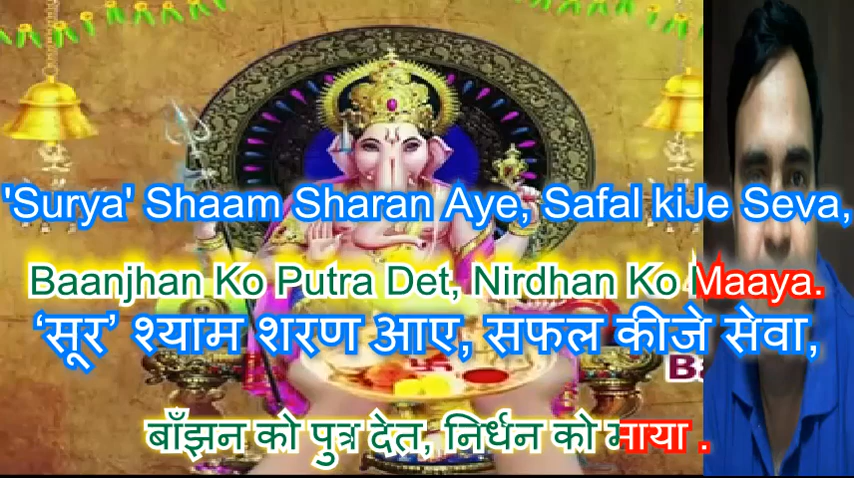 'Surya' Shaam Sharan Aye, Safal kiJe Seva,
Baanjhan Ko Putra Det, Nirdhan Ko Maaya.
‘सूर’ श्याम शरण आए, सफल कीजे सेवा,
बाँझन को पुत्र देत, निर्धन को माया .